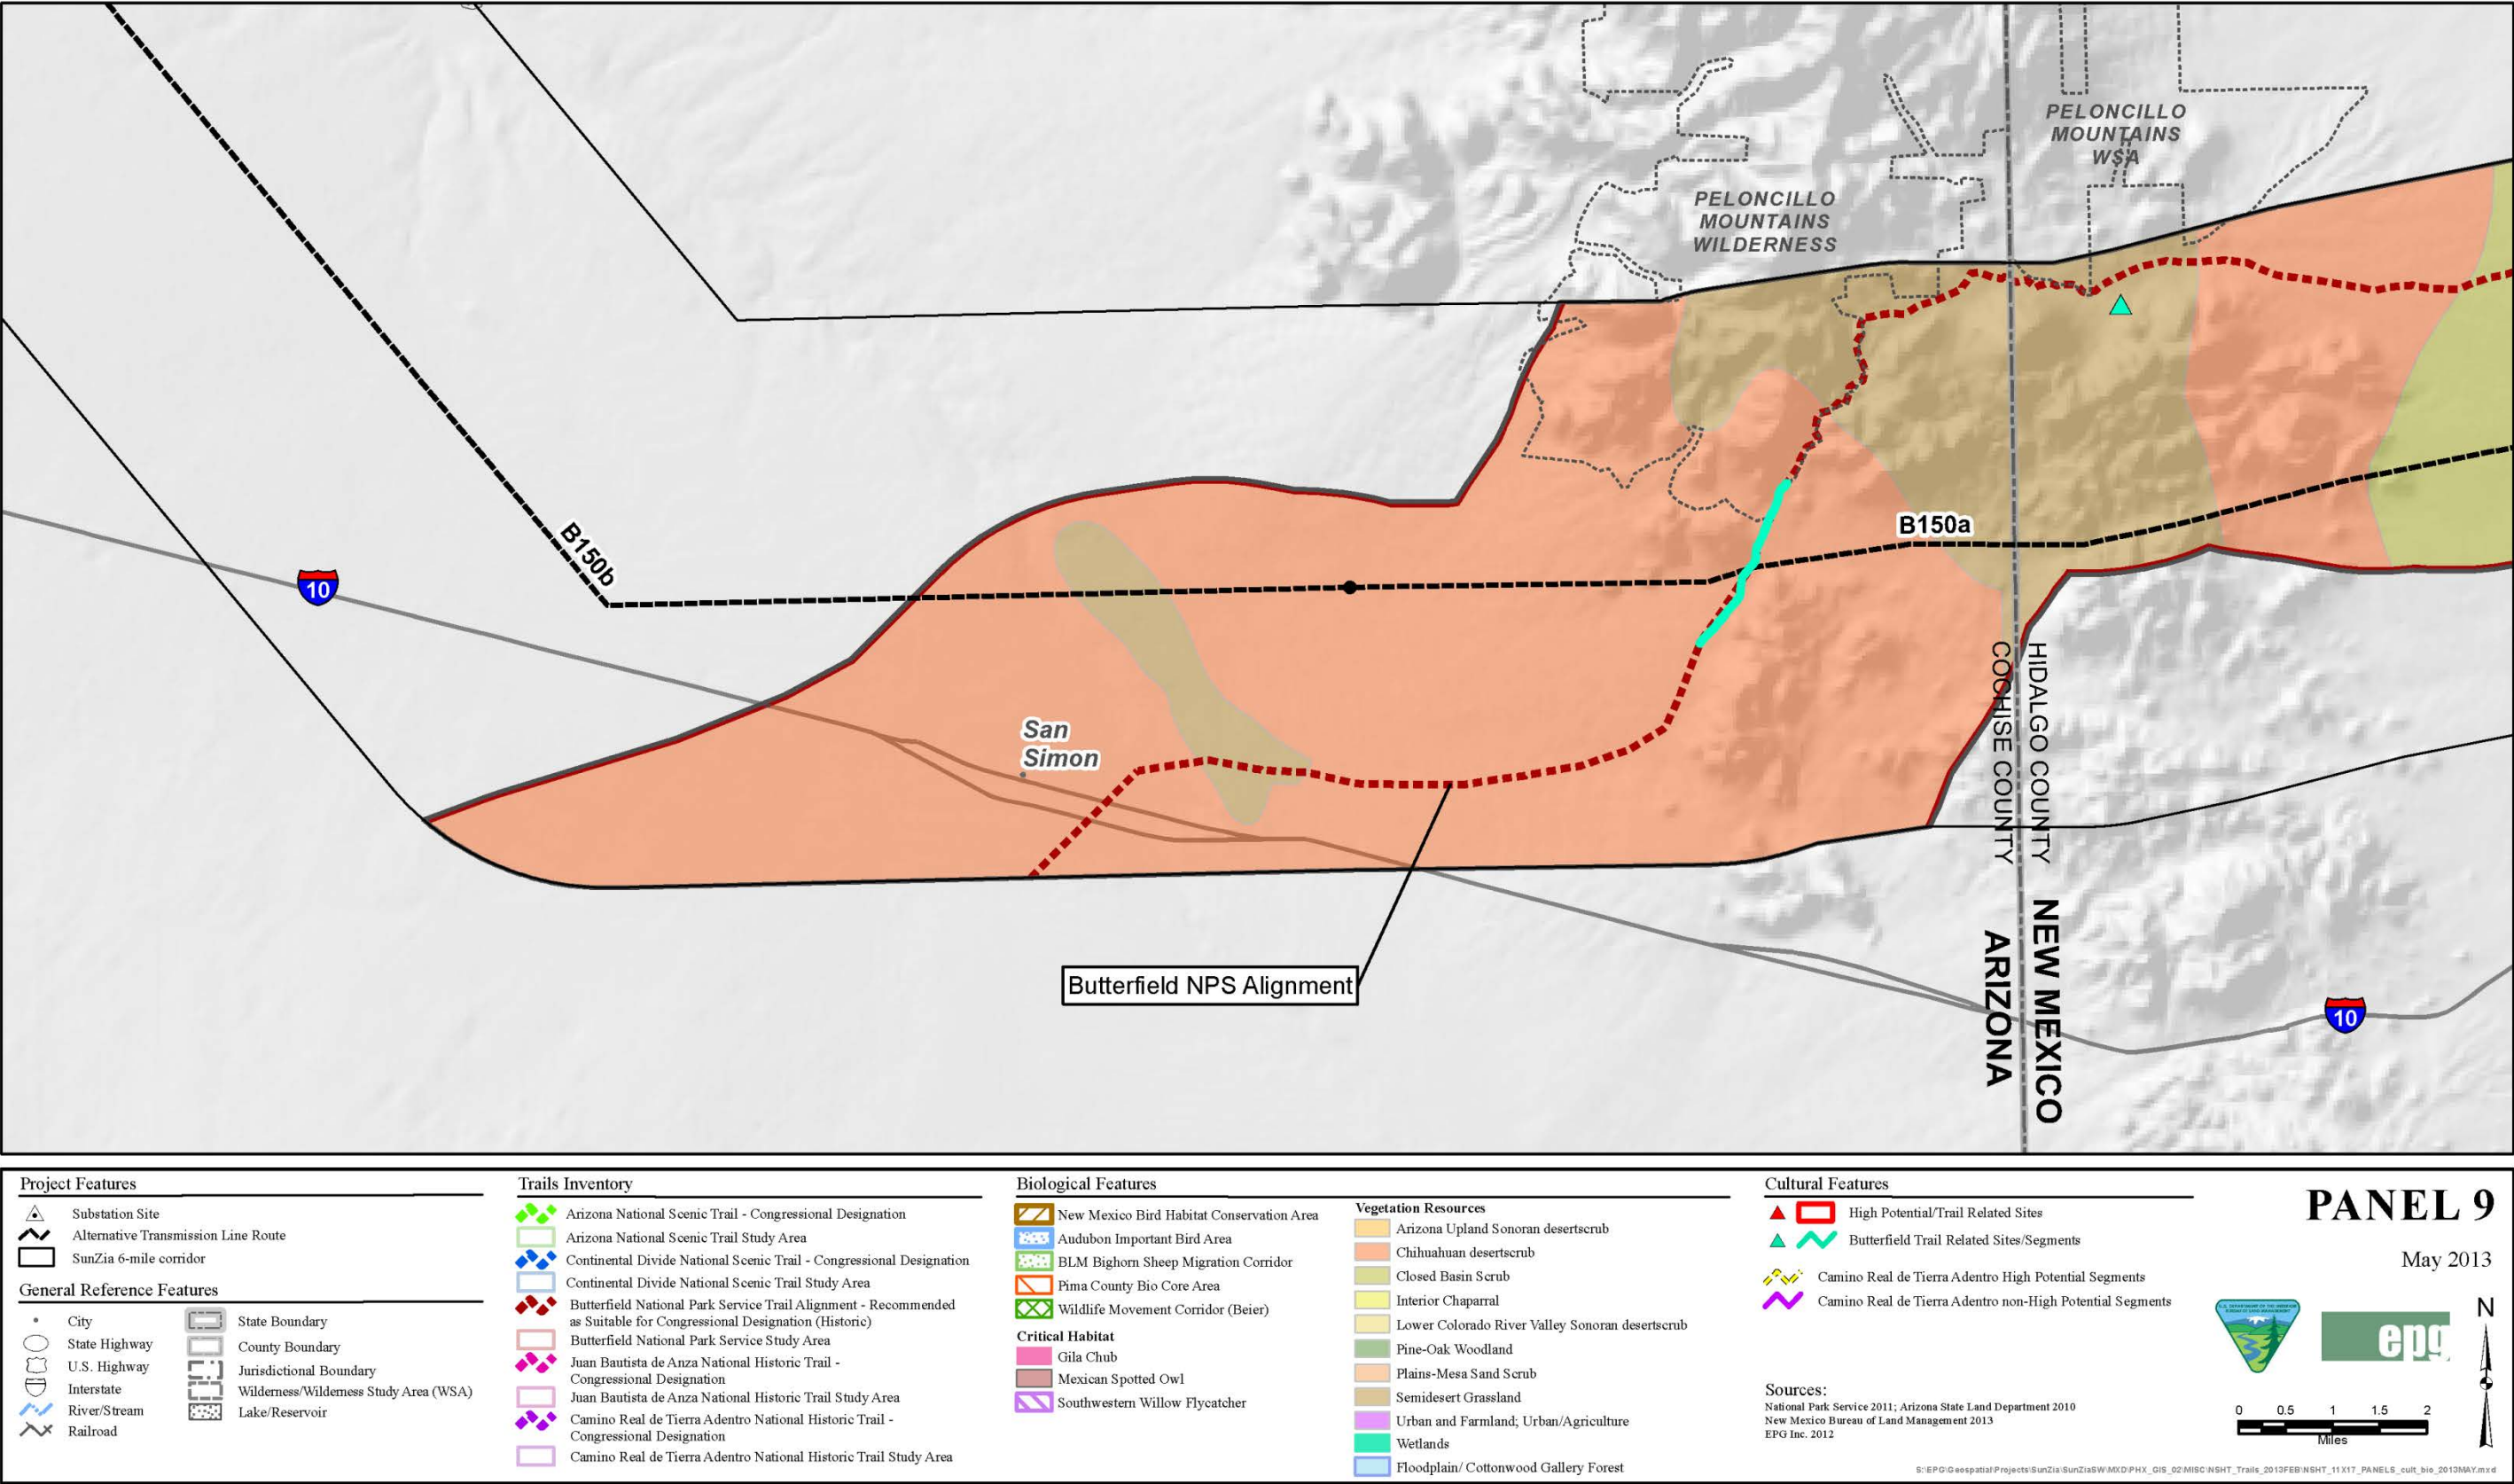 PELONCILLO
MOUNTAINS
WSA
PELONCILLO
MOUNTAINS
WILDERNESS
B150b
B150a
10
San
Simon
COCHISE COUNTY
HIDALGO COUNTY
Butterfield NPS Alignment
ARIZONA
NEW MEXICO
10
Project Features
Substation Site
Alternative Transmission Line Route
SunZia 6-mile corridor
General Reference Features
City
State Highway
U.S. Highway
Interstate
River/Stream
Railroad
State Boundary
County Boundary
Jurisdictional Boundary
Wilderness/Wilderness Study Area (WSA)
Lake/Reservoir
Trails Inventory
Arizona National Scenic Trail - Congressional Designation
Arizona National Scenic Trail Study Area
Continental Divide National Scenic Trail - Congressional Designation
Continental Divide National Scenic Trail Study Area
Butterfield National Park Service Trail Alignment - Recommended
as Suitable for Congressional Designation (Historic)
Butterfield National Park Service Study Area
Juan Bautista de Anza National Historic Trail -
Congressional Designation
Juan Bautista de Anza National Historic Trail Study Area
Camino Real de Tierra Adentro National Historic Trail -
Congressional Designation
Camino Real de Tierra Adentro National Historic Trail Study Area
Biological Features
New Mexico Bird Habitat Conservation Area
Audubon Important Bird Area
BLM Bighorn Sheep Migration Corridor
Pima County Bio Core Area
Wildlife Movement Corridor (Beier)
Critical Habitat
Gila Chub
Mexican Spotted Owl
Southwestern Willow Flycatcher
Vegetation Resources
Arizona Upland Sonoran desertscrub
Chihuahuan desertscrub
Closed Basin Scrub
Interior Chaparral
Lower Colorado River Valley Sonoran desertscrub
Pine-Oak Woodland
Plains-Mesa Sand Scrub
Semidesert Grassland
Urban and Farmland; Urban/Agriculture
Wetlands
Floodplain/ Cottonwood Gallery Forest
Cultural Features
High Potential/Trail Related Sites
Butterfield Trail Related Sites/Segments
Camino Real de Tierra Adentro High Potential Segments
Camino Real de Tierra Adentro non-High Potential Segments
Sources:
National Park Service 2011; Arizona State Land Department 2010
New Mexico Bureau of Land Management 2013
EPG Inc. 2012
PANEL 9
May 2013
epg
N
0 0.5 1 1.5 2
Miles
S:\EPG\Geospatial\Projects\SunZia\SunZiaSW\MXD\PHX_GIS_02\MISC\NSHT_Trails_2013FEB\NSHT_11X17_PANELS_cult_bio_2013MAY.mxd